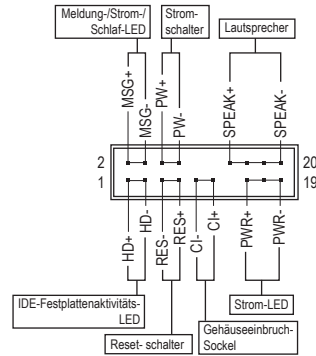 Meldung-/Strom-/
Schlaf-LED
Strom-
schalter
Lautsprecher
MSG+
MSG-
PW+
PW-
SPEAK+
SPEAK-
2
20
1
19
HD+
HD-
RES-
RES+
CI-
CI+
PWR+
PWR-
IDE-Festplattenaktivitäts-
LED
Reset- schalter
Gehäuseeinbruch-
Sockel
Strom-LED